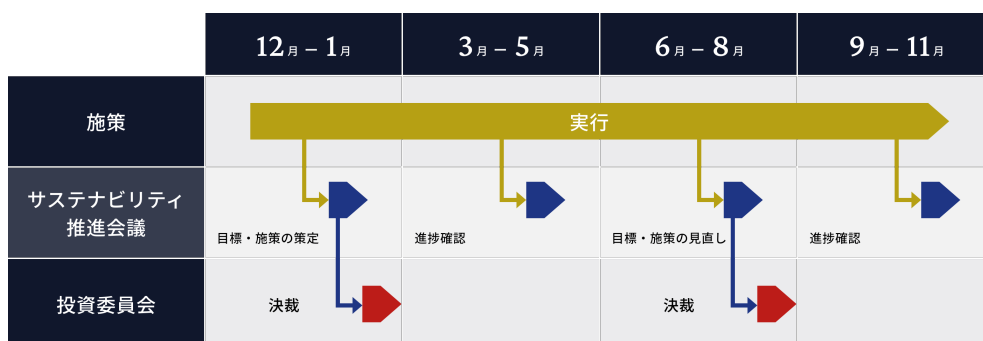 12月 – 1月
3月 – 5月
6月 – 8月
9月 – 11月
施策
実行
サステナビリティ
推進会議
目標・施策の策定
進捗確認
目標・施策の見直し
進捗確認
投資委員会
決裁
決裁